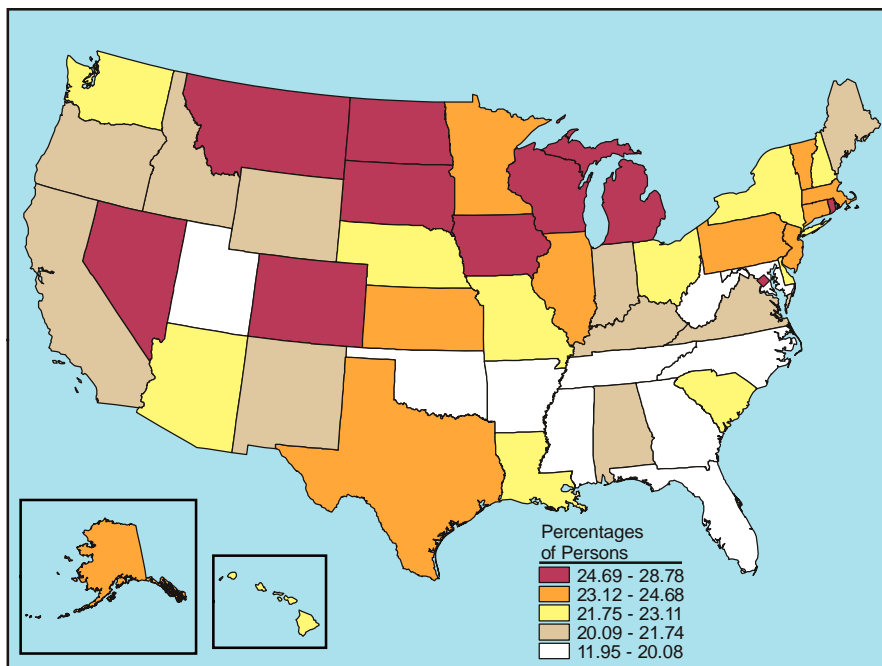 Percentages
of Persons
24.69 - 28.78
23.12 - 24.68
21.75 - 23.11
20.09 - 21.74
11.95 - 20.08